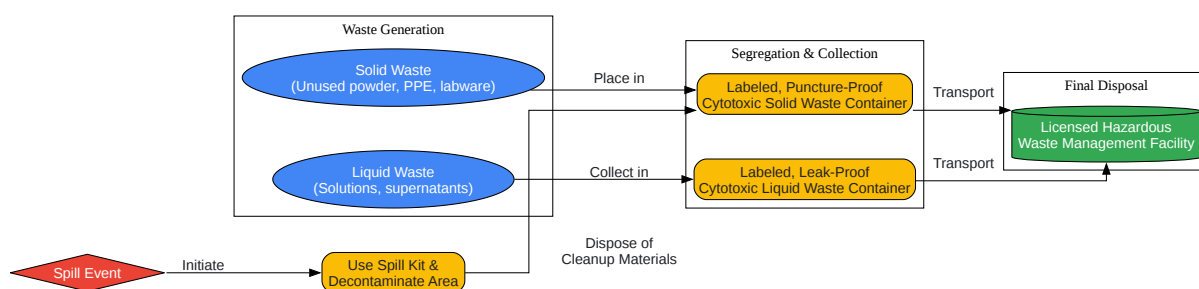 Waste Generation
Solid Waste
(Unused powder, PPE, labware)
Place in
Liquid Waste
(Solutions, supernatants)
Collect in
Segregation & Collection
Labeled, Puncture-Proof
Cytotoxic Solid Waste Container
Transport
Labeled, Leak-Proof
Cytotoxic Liquid Waste Container
Transport
Final Disposal
Licensed Hazardous
Waste Management Facility
Spill Event
Initiate
Use Spill Kit &
Decontaminate Area
Dispose of
Cleanup Materials